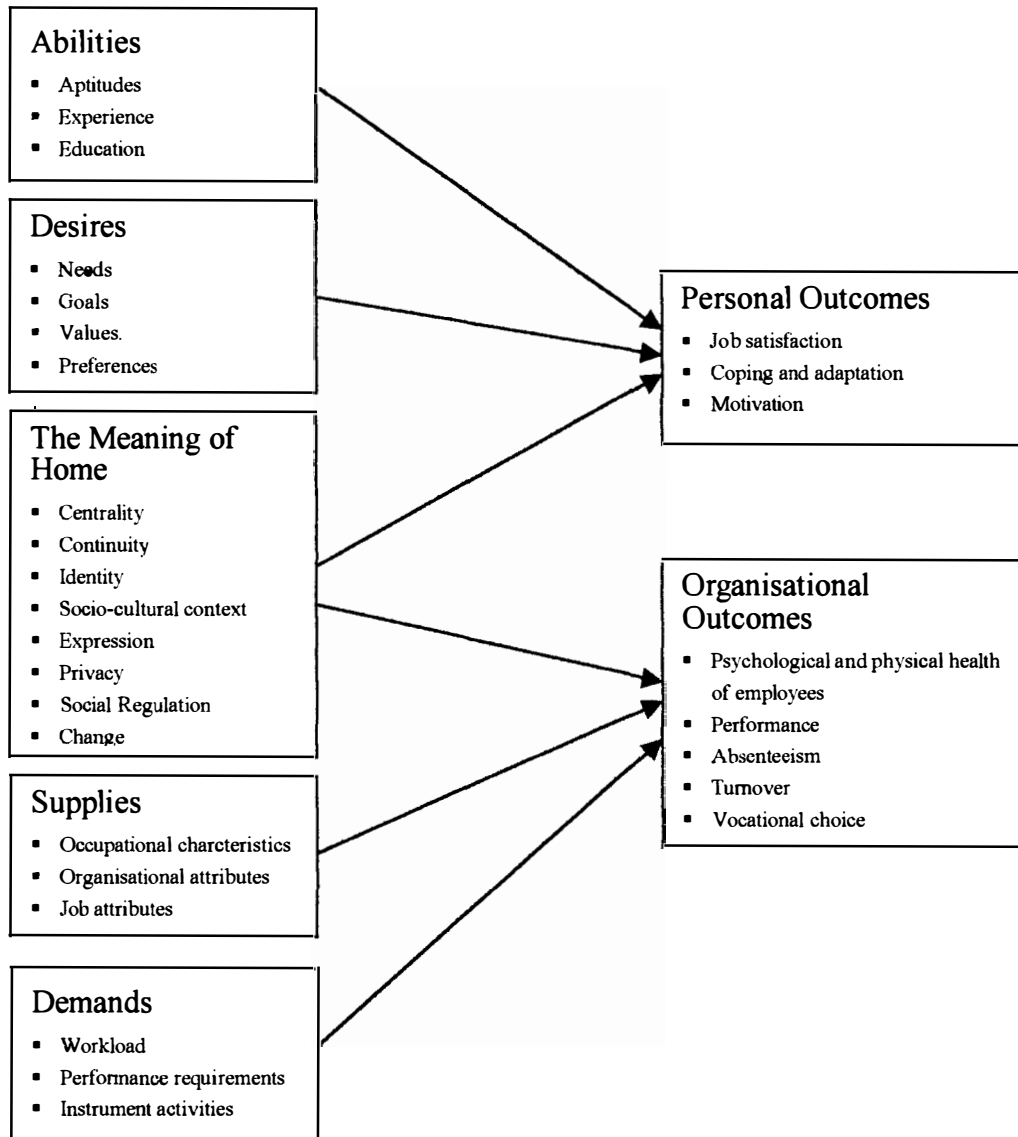 Abilities
▪ Aptitudes
▪ Experience
▪ Education
Desires
▪ Needs
▪ Goals
▪ Values.
▪ Preferences
The Meaning of
Home
▪ Centrality
▪ Continuity
▪ Identity
▪ Socio-cultural context
▪ Expression
▪ Privacy
▪ Social Regulation
▪ Change
Supplies
▪ Occupational charcteristics
▪ Organisational attributes
▪ Job attributes
Demands
▪ Workload
▪ Performance requirements
▪ Instrument activities
Personal Outcomes
▪ Job satisfaction
▪ Coping and adaptation
▪ Motivation
Organisational
Outcomes
▪ Psychological and physical health
of employees
▪ Performance
▪ Absenteeism
▪ Turnover
▪ Vocational choice